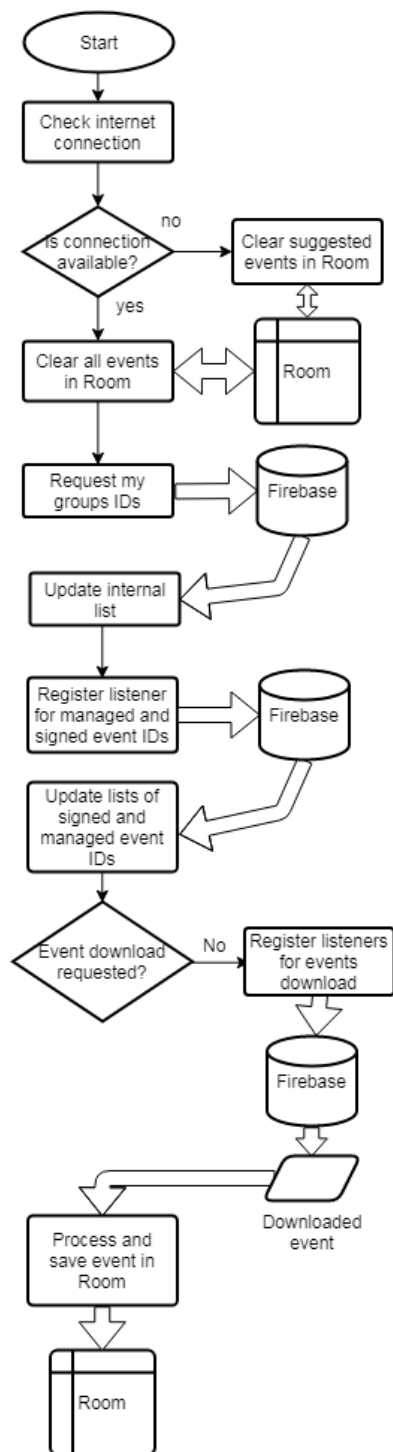 Start
Check internet
connection
no
Is connection
available?
Clear suggested
events in Room
yes
Clear all events
in Room
Room
Request my
groups IDs
Firebase
Update internal
list
Register listener
for managed and
signed event IDs
Firebase
Update lists of
signed and
managed event
IDs
Event download
requested?
No
Register listeners
for events
download
Firebase
Downloaded
event
Process and
save event in
Room
Room